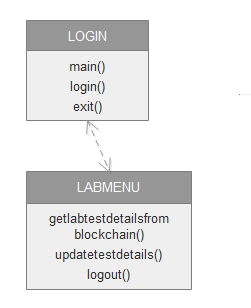 LOGIN
main()
login()
exit()
LABMENU
getlabtestdetailsfrom
blockchain()
updatetestdetails()
logout()